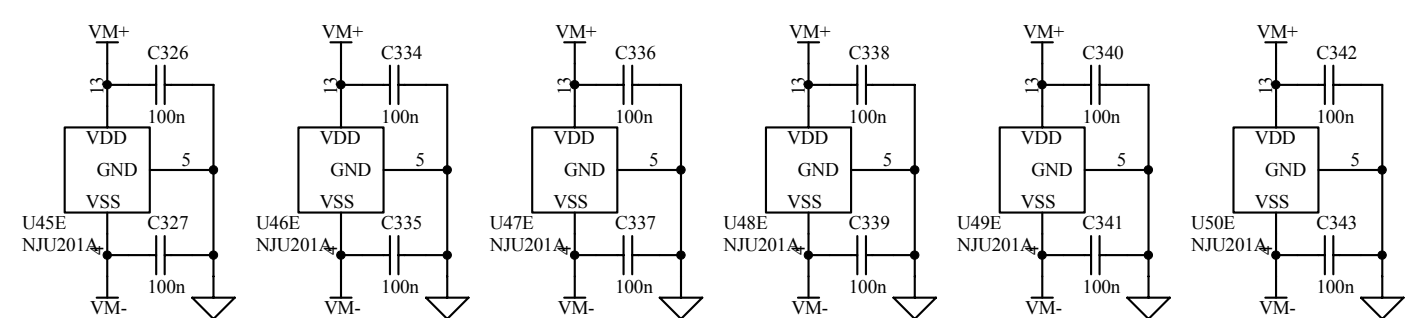 VM+
C326
13
100n
VDD
GND
5
VSS
U45E
NJU201A
C327
4
100n
VM-
VM+
C334
13
100n
VDD
GND
5
VSS
U46E
NJU201A
C335
4
100n
VM-
VM+
C336
13
100n
VDD
GND
5
VSS
U47E
NJU201A
C337
4
100n
VM-
VM+
C338
13
100n
VDD
GND
5
VSS
U48E
NJU201A
C339
4
100n
VM-
VM+
C340
13
100n
VDD
GND
5
VSS
U49E
NJU201A
C341
4
100n
VM-
VM+
C342
13
100n
VDD
GND
5
VSS
U50E
NJU201A
C343
4
100n
VM-